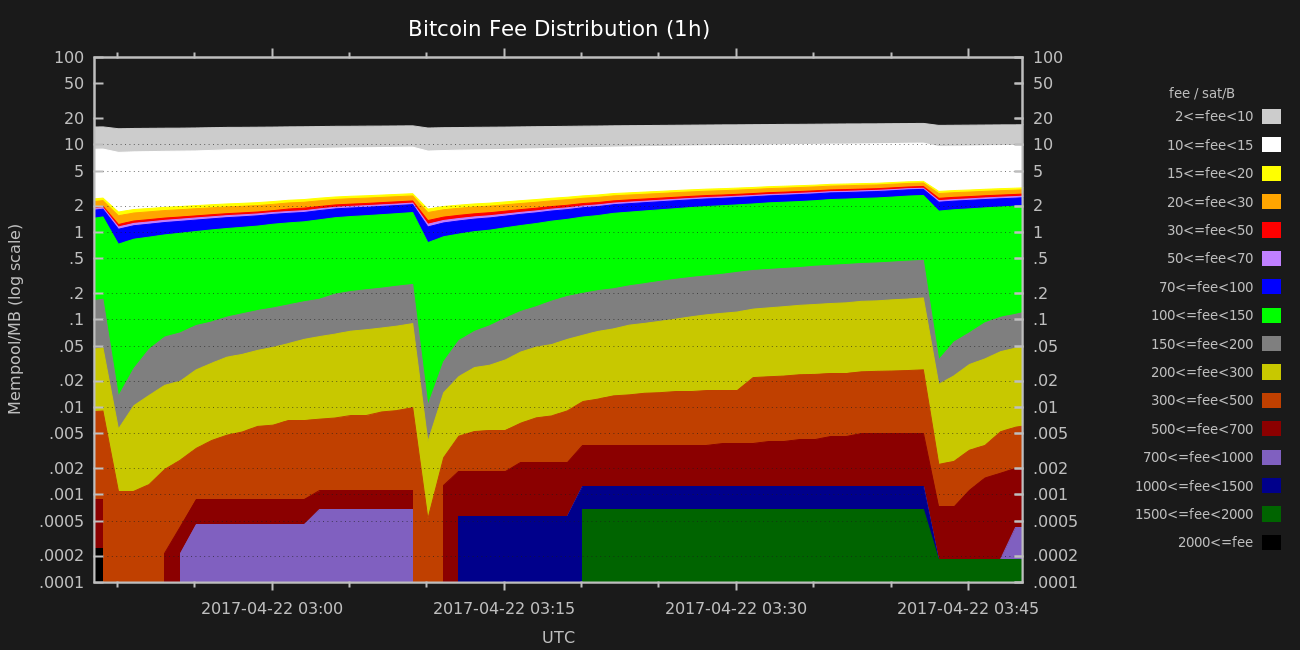 Bitcoin Fee Distribution (1h)
Mempool/MB (log scale)
100
50
20
10
5
2
1
.5
.2
.1
.05
.02
.01
.005
.002
.001
.0005
.0002
.0001
100
50
20
10
5
2
1
.5
.2
.1
.05
.02
.01
.005
.002
.001
.0005
.0002
.0001
2017-04-22 03:00 2017-04-22 03:15 2017-04-22 03:30 2017-04-22 03:45
UTC
fee / sat/B
2<=fee<10
10<=fee<15
15<=fee<20
20<=fee<30
30<=fee<50
50<=fee<70
70<=fee<100
100<=fee<150
150<=fee<200
200<=fee<300
300<=fee<500
500<=fee<700
700<=fee<1000
1000<=fee<1500
1500<=fee<2000
2000<=fee